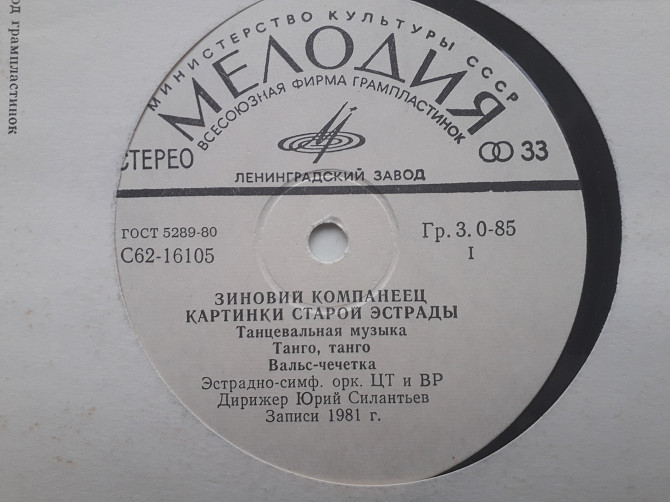 од грампластинок
МИНИСТЕРСТВО КУЛЬТУРЫ СССР
МЕЛОДИЯ
ВСЕСОЮЗНАЯ ФИРМА ГРАМПЛАСТИНОК
СТЕРЕО
33
ЛЕНИНГРАДСКИЙ ЗАВОД
ГОСТ 5289-80
Гр. 3. 0-85
С62-16105
I
ЗИНОВИЙ КОМПАНЕЕЦ
КАРТИНКИ СТАРОЙ ЭСТРАДЫ
Танцевальная музыка
Танго, танго
Вальс-чечетка
Эстрадно-симф. орк. ЦТ и ВР
Дирижер Юрий Силантьев
Записи 1981 г.